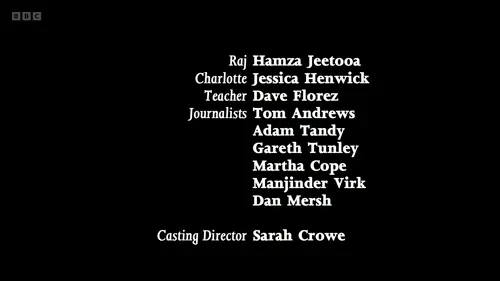 BBC
Raj Hamza Jeetooa
Charlotte Jessica Henwick
Teacher Dave Florez
Journalists Tom Andrews
Adam Tandy
Gareth Tunley
Martha Cope
Manjinder Virk
Dan Mersh
Casting Director Sarah Crowe